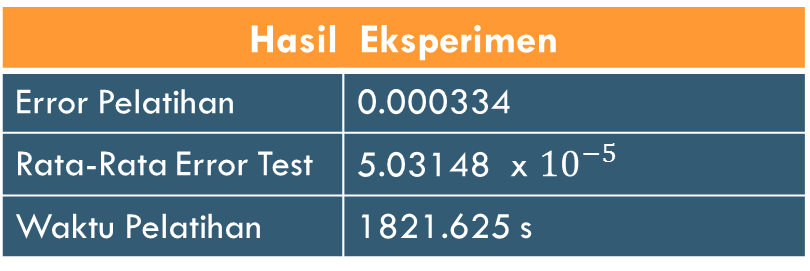 Hasil Eksperimen
Error Pelatihan 0.000334
Rata-Rata Error Test 5.03148 x 10⁻⁵
Waktu Pelatihan 1821.625 s